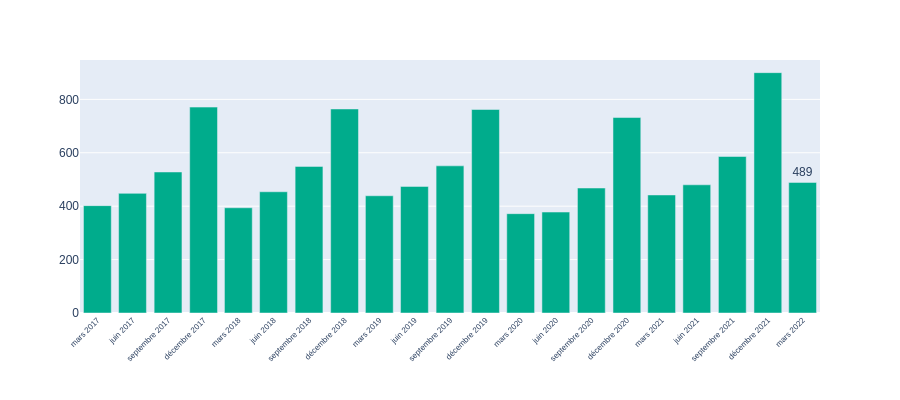 800
600
400
200
0
489
mars 2017
juin 2017
septembre 2017
décembre 2017
mars 2018
juin 2018
septembre 2018
décembre 2018
mars 2019
juin 2019
septembre 2019
décembre 2019
mars 2020
juin 2020
septembre 2020
décembre 2020
mars 2021
juin 2021
septembre 2021
décembre 2021
mars 2022